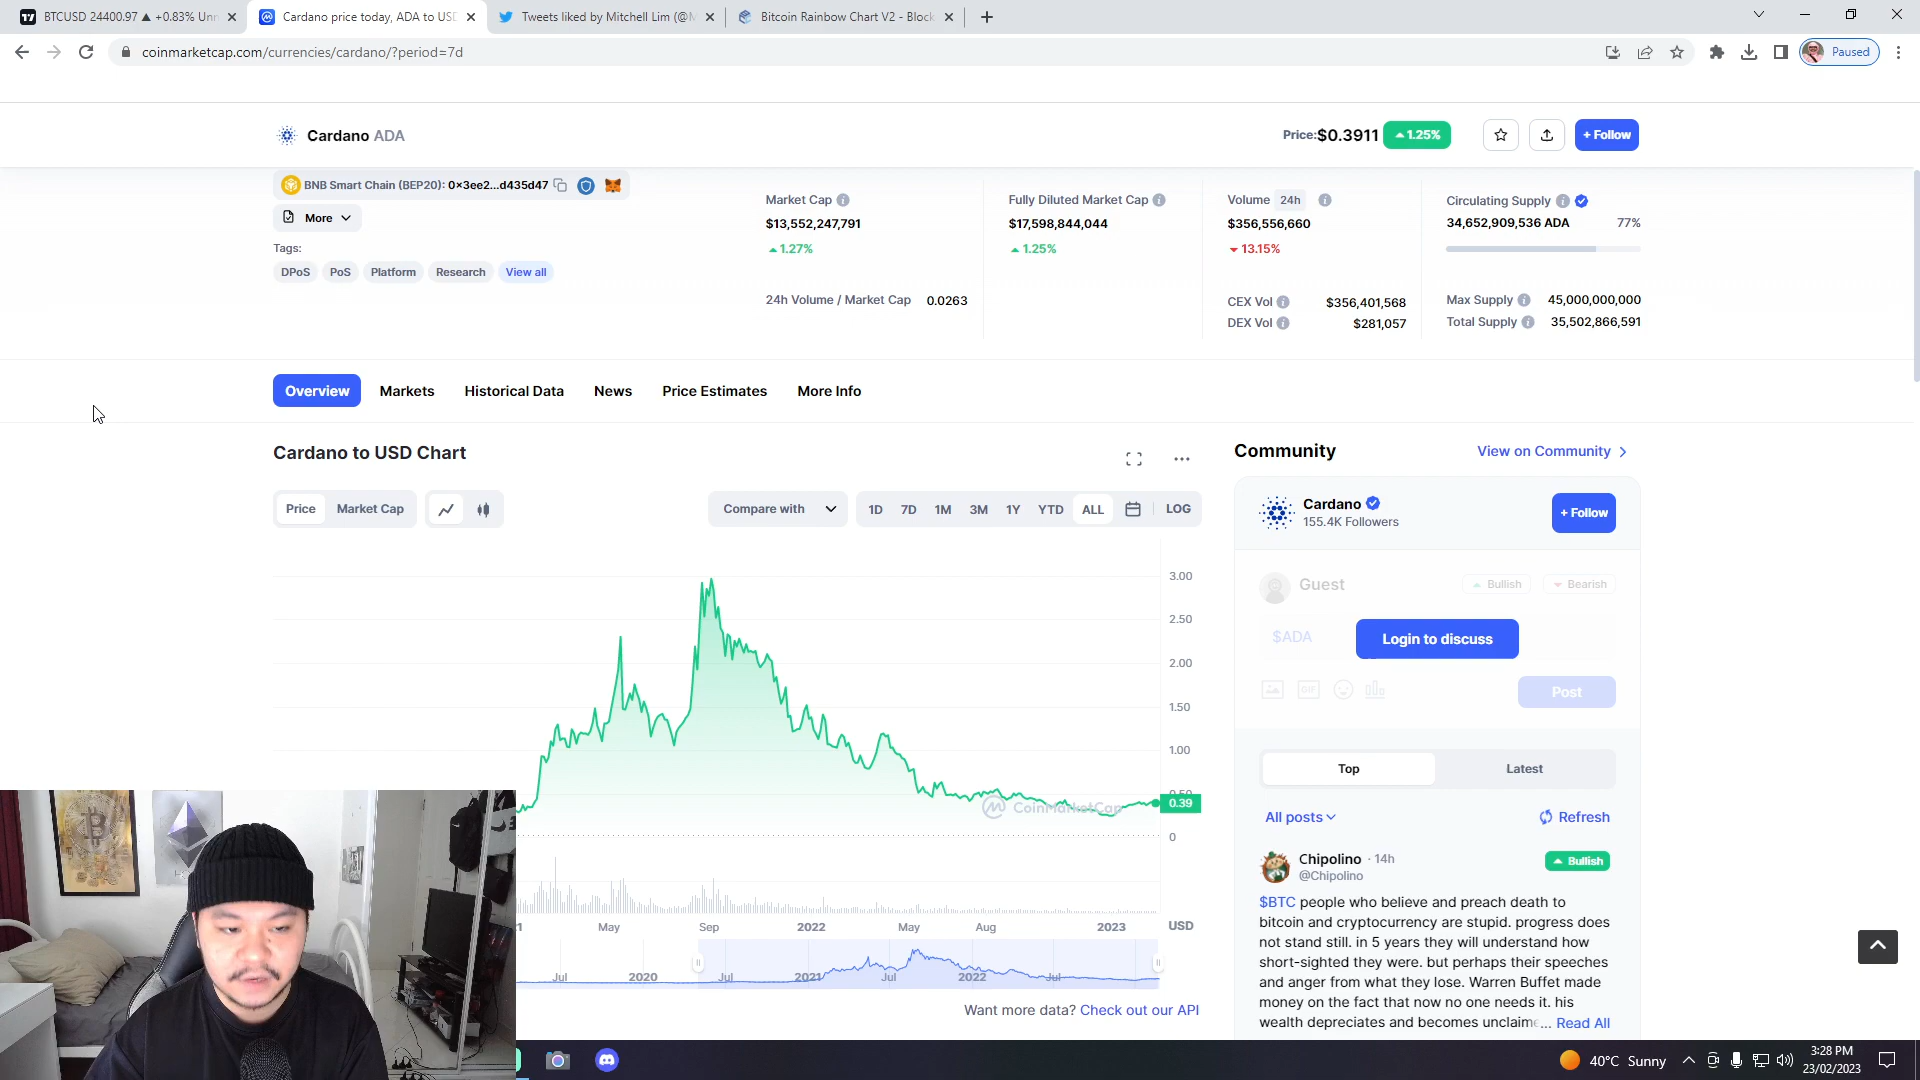 BTCUSD 24400.97 ▲ +0.83% Unn
Cardano price today, ADA to USD
Tweets liked by Mitchell Lim (@M
Bitcoin Rainbow Chart V2 - Block
coinmarketcap.com/currencies/cardano/?period=7d
Paused
Cardano ADA
Price:$0.3911
1.25%
+ Follow
BNB Smart Chain (BEP20): 0x3ee2...d435d47
More
Tags:
DPoS
PoS
Platform
Research
View all
Market Cap
$13,552,247,791
1.27%
24h Volume / Market Cap 0.0263
Fully Diluted Market Cap
$17,598,844,044
1.25%
Volume 24h
$356,556,660
13.15%
CEX Vol $356,401,568
DEX Vol $281,057
Circulating Supply
34,652,909,536 ADA 77%
Max Supply 45,000,000,000
Total Supply 35,502,866,591
Overview
Markets
Historical Data
News
Price Estimates
More Info
Cardano to USD Chart
Price
Market Cap
Compare with
1D
7D
1M
3M
1Y
YTD
ALL
LOG
3.00
2.50
2.00
1.50
1.00
0.50
0.39
0
CoinMarketCap
May
Sep
2022
May
Aug
2023
USD
Jul
2020
Jul
2021
Jul
2022
Jul
Want more data? Check out our API
Community
View on Community
Cardano
155.4K Followers
+ Follow
Guest
Bullish
Bearish
$ADA
Login to discuss
GIF
Post
Top
Latest
All posts
Refresh
Chipolino · 14h
@Chipolino
Bullish
$BTC people who believe and preach death to
bitcoin and cryptocurrency are stupid. progress does
not stand still. in 5 years they will understand how
short-sighted they were. but perhaps their speeches
and anger from what they lose. Warren Buffet made
money on the fact that now no one needs it. his
wealth depreciates and becomes unclaime... Read All
40°C Sunny
3:28 PM
23/02/2023